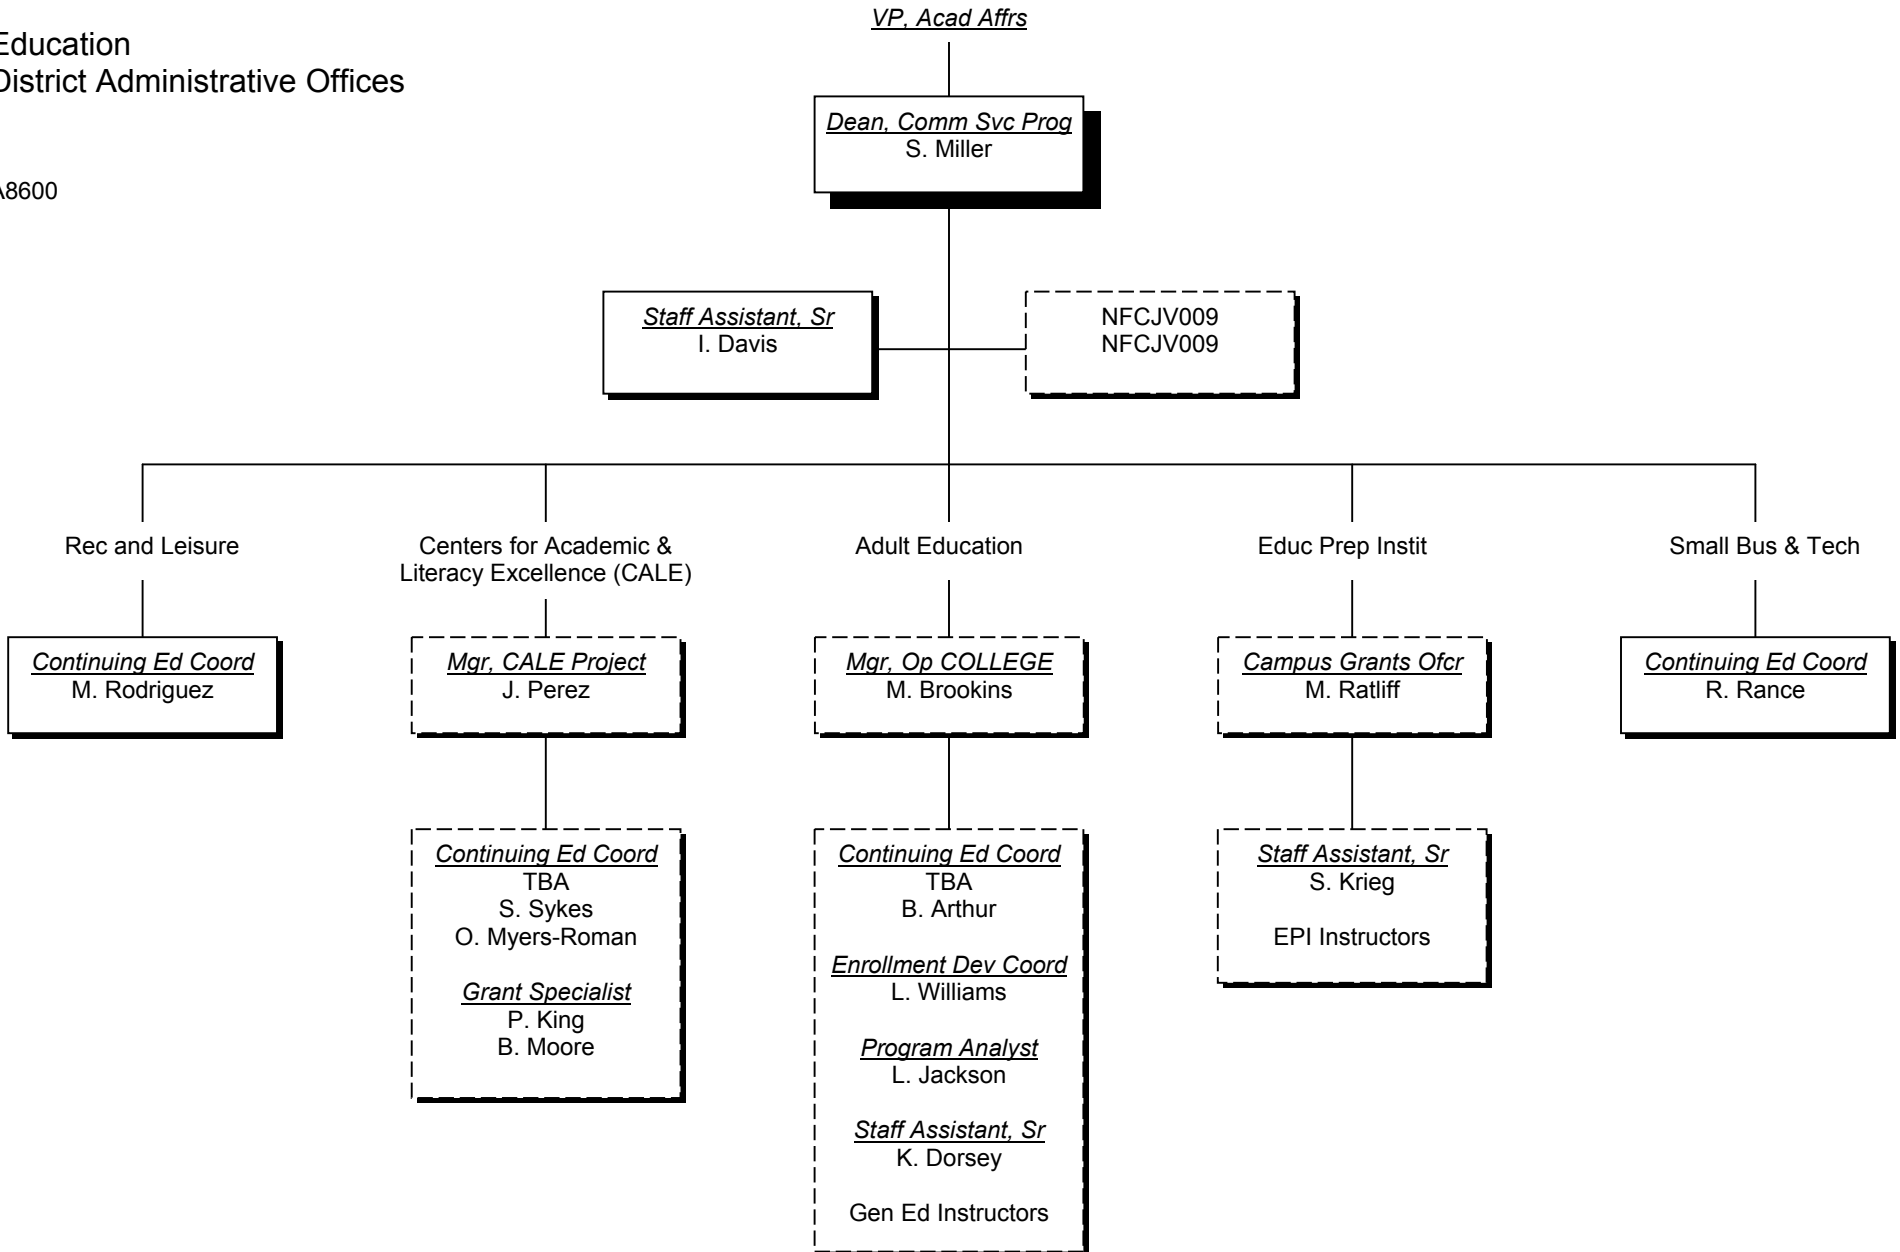 VP, Acad Affrs
Education
District Administrative Offices
A8600
Dean, Comm Svc Prog
S. Miller
Staff Assistant, Sr
I. Davis
NFCJV009
NFCJV009
Rec and Leisure
Continuing Ed Coord
M. Rodriguez
Centers for Academic &
Literacy Excellence (CALE)
Mgr, CALE Project
J. Perez
Continuing Ed Coord
TBA
S. Sykes
O. Myers-Roman
Grant Specialist
P. King
B. Moore
Adult Education
Mgr, Op COLLEGE
M. Brookins
Continuing Ed Coord
TBA
B. Arthur
Enrollment Dev Coord
L. Williams
Program Analyst
L. Jackson
Staff Assistant, Sr
K. Dorsey
Gen Ed Instructors
Educ Prep Instit
Campus Grants Ofcr
M. Ratliff
Staff Assistant, Sr
S. Krieg
EPI Instructors
Small Bus & Tech
Continuing Ed Coord
R. Rance